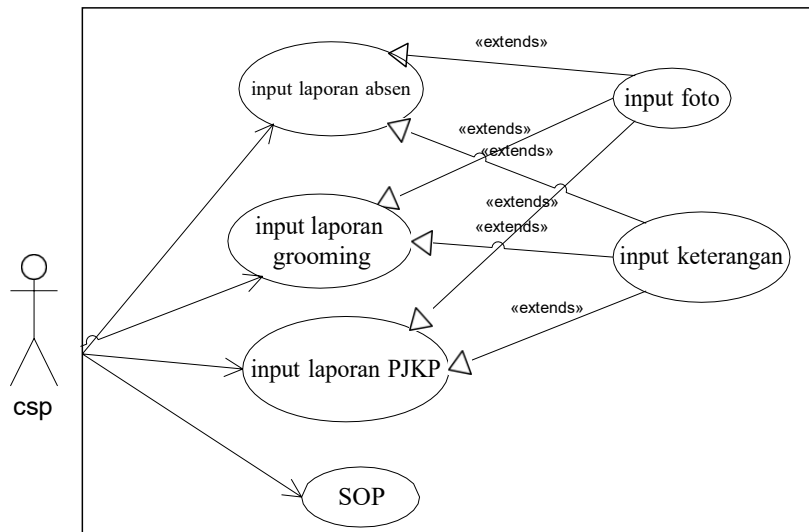 «extends»
input laporan absen
input foto
«extends»
«extends»
input laporan
grooming
«extends»
«extends»
input keterangan
«extends»
input laporan PJKP
csp
SOP